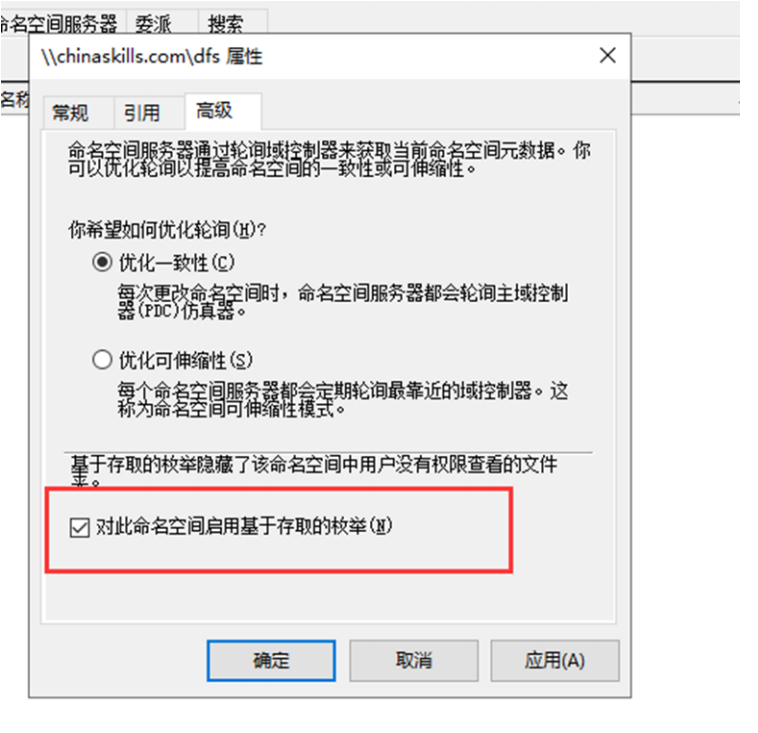 命名空间服务器 委派 搜索
\\chinaskills.com\dfs 属性
名称
常规 引用 高级
命名空间服务器通过轮询域控制器来获取当前命名空间元数据。你
可以优化轮询以提高命名空间的一致性或可伸缩性。
你希望如何优化轮询(H)?
优化一致性(C)
每次更改命名空间时，命名空间服务器都会轮询主域控制
器(PDC)仿真器。
优化可伸缩性(S)
每个命名空间服务器都会定期轮询最靠近的域控制器。这
称为命名空间可伸缩性模式。
基于存取的枚举隐藏了该命名空间中用户没有权限查看的文件
夹。
对此命名空间启用基于存取的枚举(N)
确定 取消 应用(A)